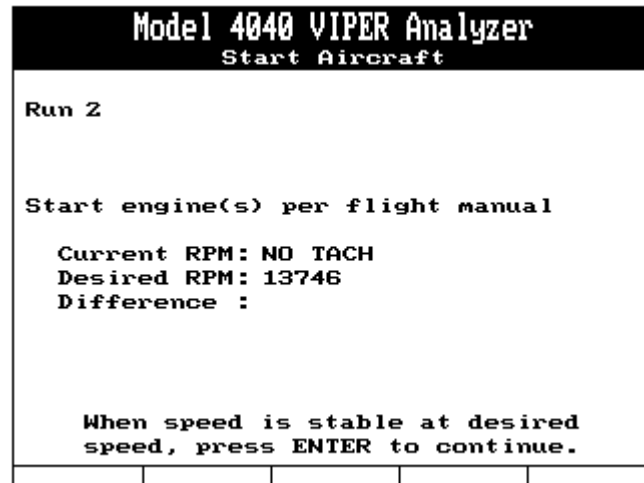 Model 4040 VIPER Analyzer
Start Aircraft
Run 2
Start engine(s) per flight manual
Current RPM: NO TACH
Desired RPM: 13746
Difference :
When speed is stable at desired
speed, press ENTER to continue.